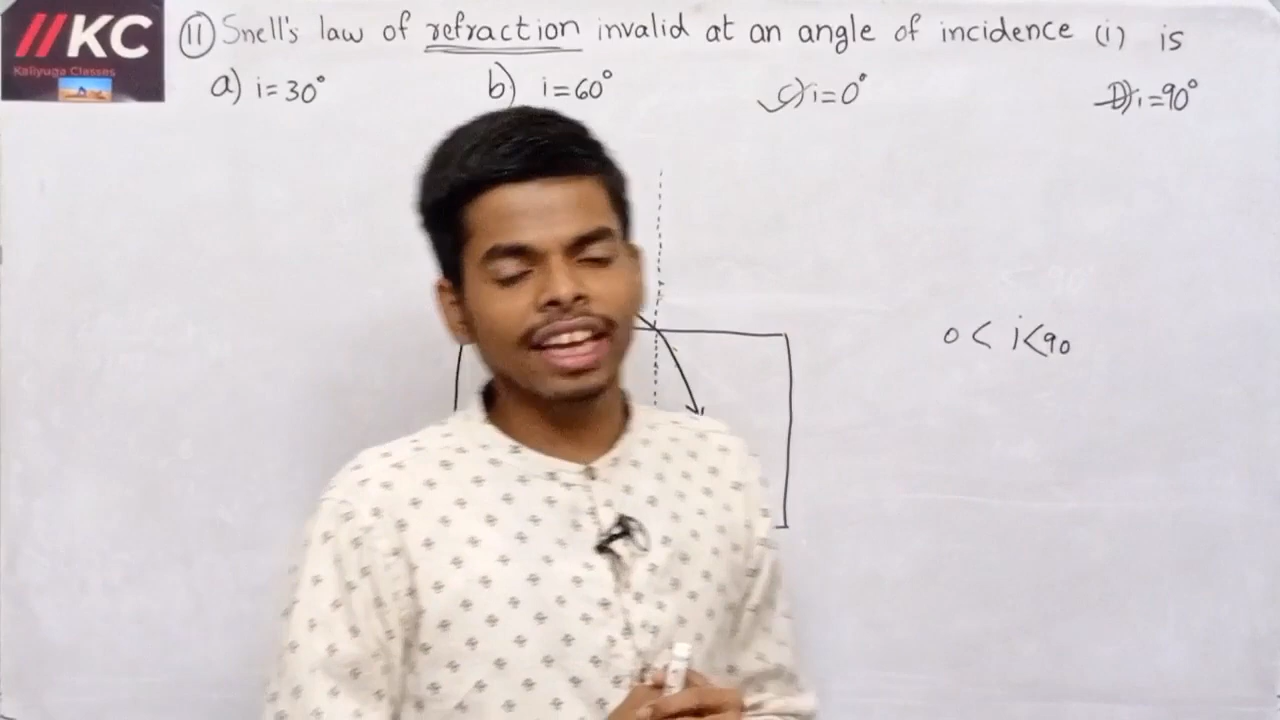 //KC
Kaliyuga Classes
11 Snell's law of refraction invalid at an angle of incidence (i) is
a) i=30° b) i=60° c) i=0° D) i=90°
0< i<90